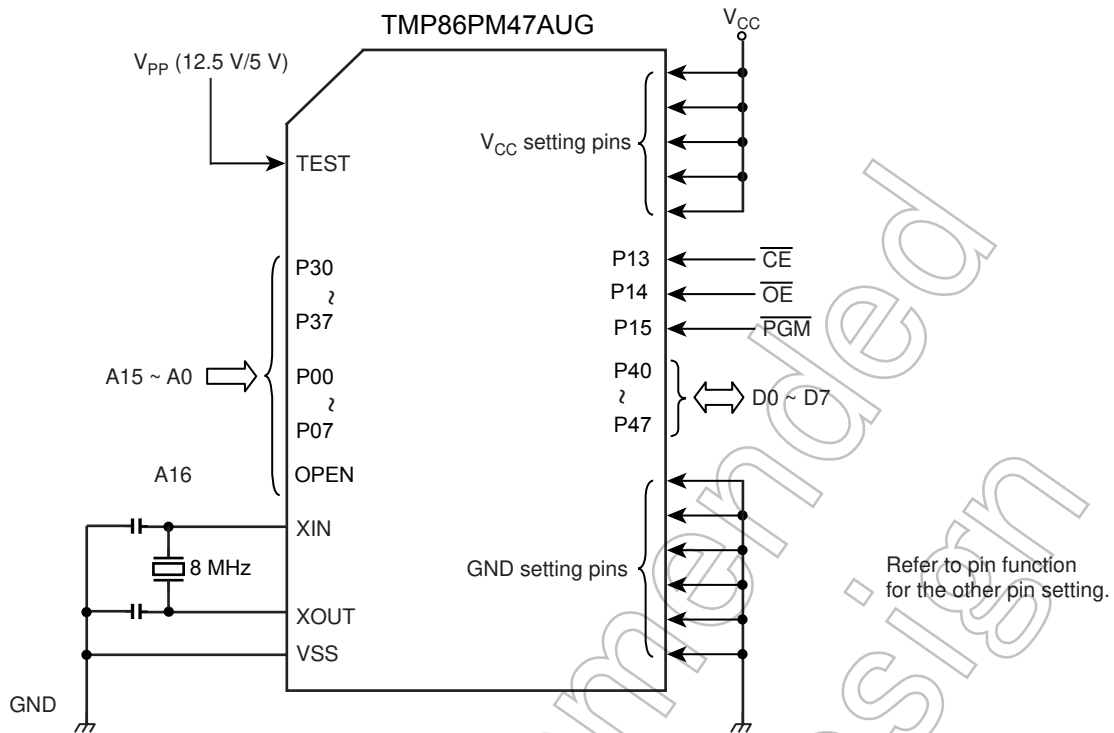 TMP86PM47AUG
VCC
VPP (12.5 V/5 V)
VCC setting pins
TEST
P30
~
P37
A15 ~ A0
P00
~
P07
A16
OPEN
XIN
8 MHz
XOUT
VSS
GND
P13
CE
P14
OE
P15
PGM
P40
~
P47
D0 ~ D7
GND setting pins
Refer to pin function
for the other pin setting.
mmended
esign